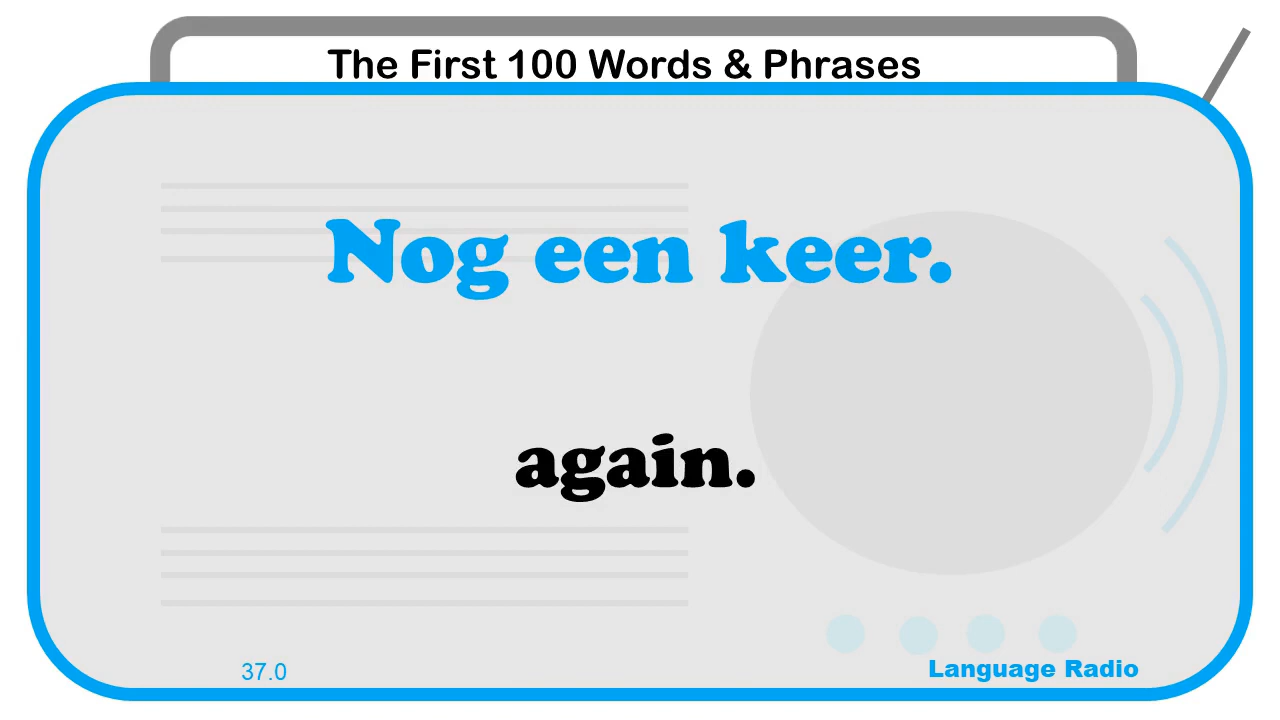 The First 100 Words & Phrases
Nog een keer.
again.
37.0
Language Radio